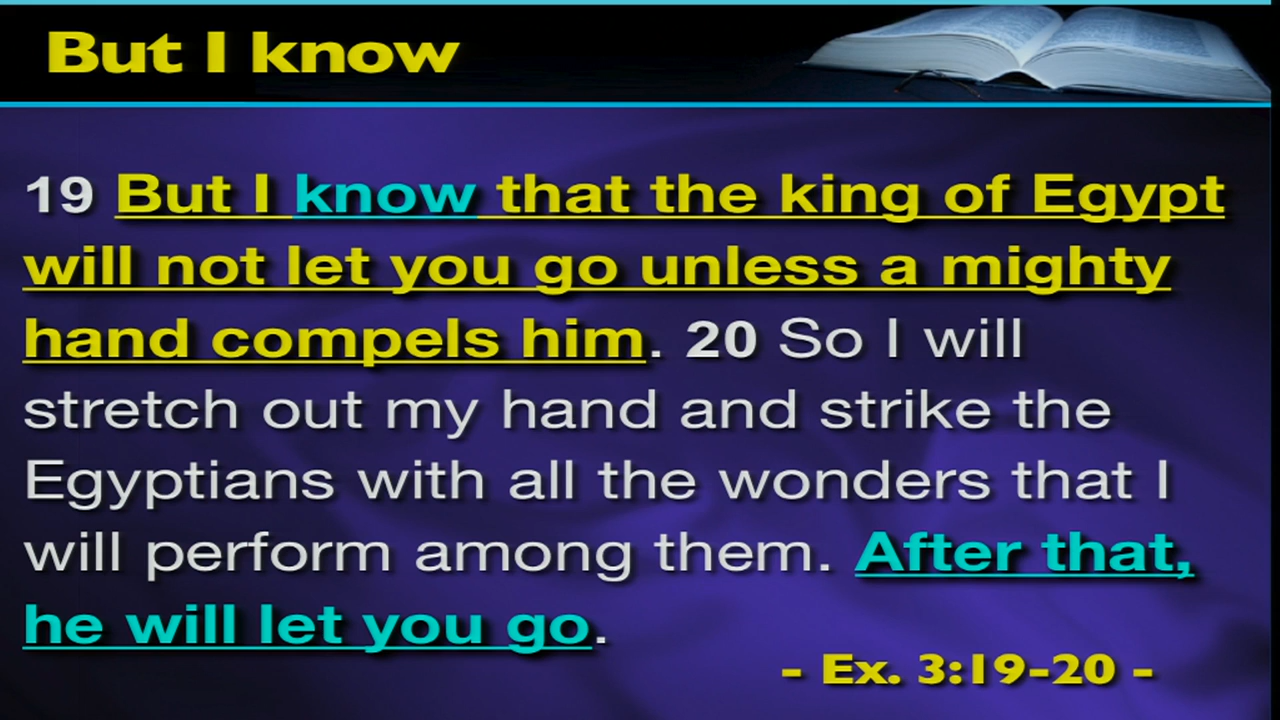 But I know
19 But I know that the king of Egypt
will not let you go unless a mighty
hand compels him. 20 So I will
stretch out my hand and strike the
Egyptians with all the wonders that I
will perform among them. After that,
he will let you go.
- Ex. 3:19-20 -